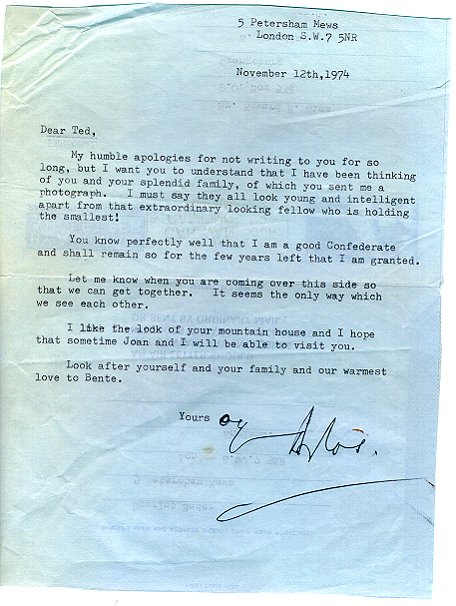 5 Petersham Mews
London S.W.7 5NR
November 12th,1974
Dear Ted,
My humble apologies for not writing to you for so
long, but I want you to understand that I have been thinking
of you and your splendid family, of which you sent me a
photograph. I must say they all look young and intelligent
apart from that extraordinary looking fellow who is holding
the smallest!
You know perfectly well that I am a good Confederate
and shall remain so for the few years left that I am granted.
Let me know when you are coming over this side so
that we can get together. It seems the only way which
we see each other.
I like the look of your mountain house and I hope
that sometime Joan and I will be able to visit you.
Look after yourself and your family and our warmest
love to Bente.
Yours